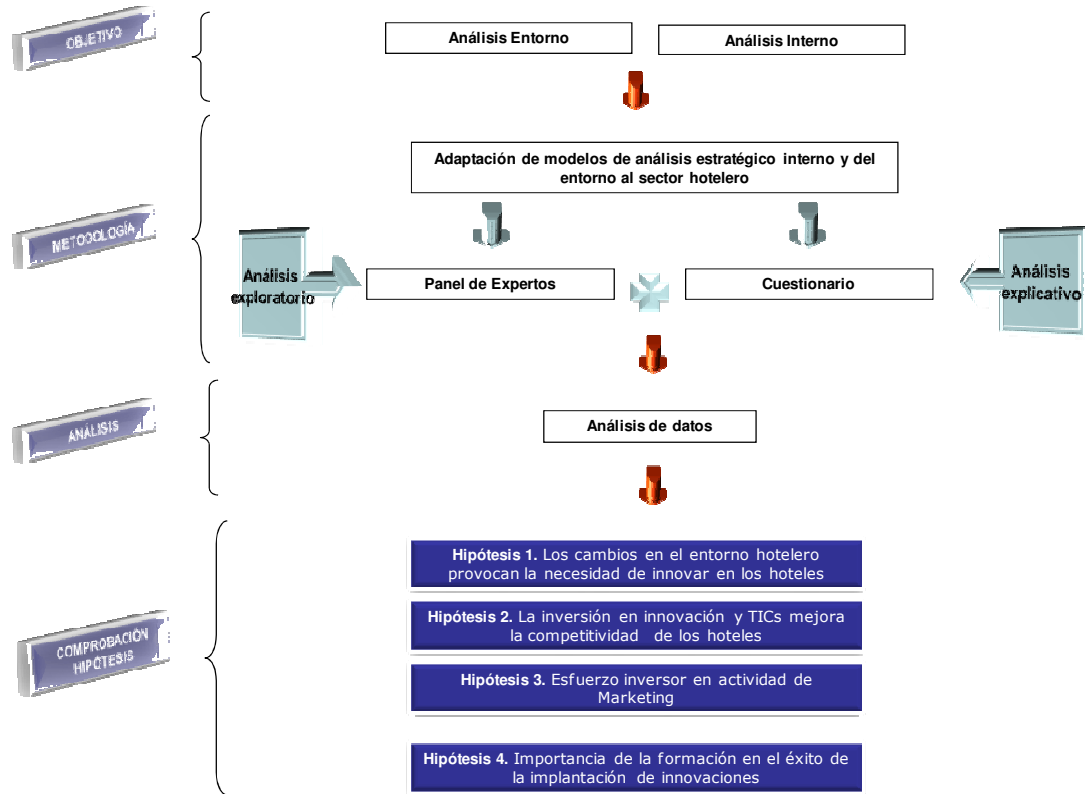 OBJETIVO
Análisis Entorno
Análisis Interno
METODOLOGÍA
Adaptación de modelos de análisis estratégico interno y del
entorno al sector hotelero
Análisis
exploratorio
Panel de Expertos
Cuestionario
Análisis
explicativo
ANÁLISIS
Análisis de datos
COMPROBACIÓN
HIPÓTESIS
Hipótesis 1. Los cambios en el entorno hotelero
provocan la necesidad de innovar en los hoteles
Hipótesis 2. La inversión en innovación y TICs mejora
la competitividad de los hoteles
Hipótesis 3. Esfuerzo inversor en actividad de
Marketing
Hipótesis 4. Importancia de la formación en el éxito de
la implantación de innovaciones